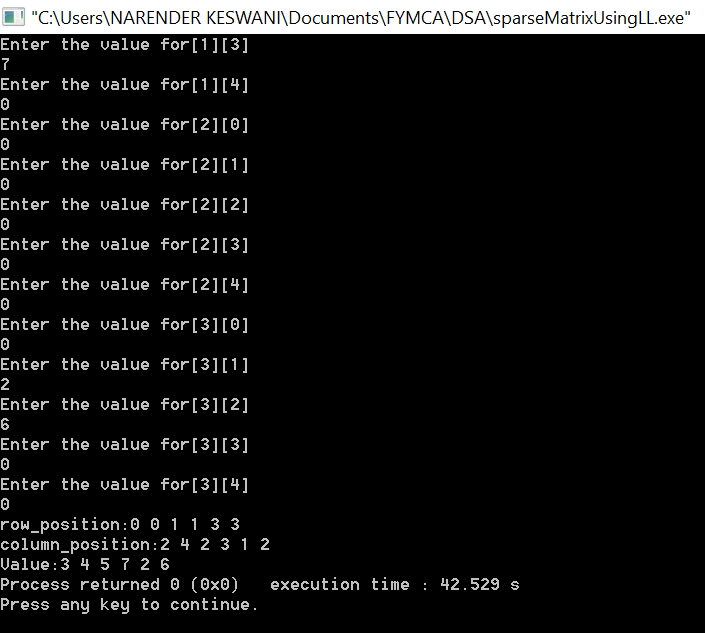 "C:\Users\NARENDER KESWANI\Documents\FYMCA\DSA\sparseMatrixUsingLL.exe"
Enter the value for[1][3]
7
Enter the value for[1][4]
0
Enter the value for[2][0]
0
Enter the value for[2][1]
0
Enter the value for[2][2]
0
Enter the value for[2][3]
0
Enter the value for[2][4]
0
Enter the value for[3][0]
0
Enter the value for[3][1]
2
Enter the value for[3][2]
6
Enter the value for[3][3]
0
Enter the value for[3][4]
0
row_position:0 0 1 1 3 3
column_position:2 4 2 3 1 2
Value:3 4 5 7 2 6
Process returned 0 (0x0)   execution time : 42.529 s
Press any key to continue.